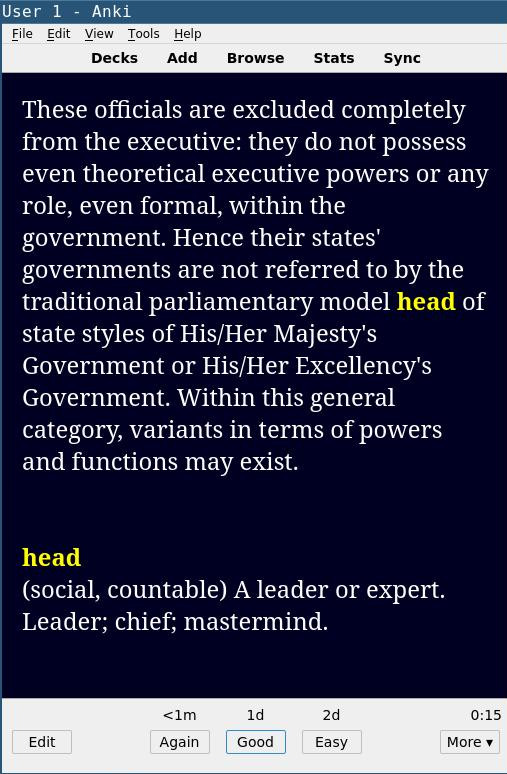 User 1 - Anki
File Edit View Tools Help
Decks Add Browse Stats Sync
These officials are excluded completely
from the executive: they do not possess
even theoretical executive powers or any
role, even formal, within the
government. Hence their states'
governments are not referred to by the
traditional parliamentary model head of
state styles of His/Her Majesty's
Government or His/Her Excellency's
Government. Within this general
category, variants in terms of powers
and functions may exist.
head
(social, countable) A leader or expert.
Leader; chief; mastermind.
<1m 1d 2d 0:15
Edit Again Good Easy More ▾